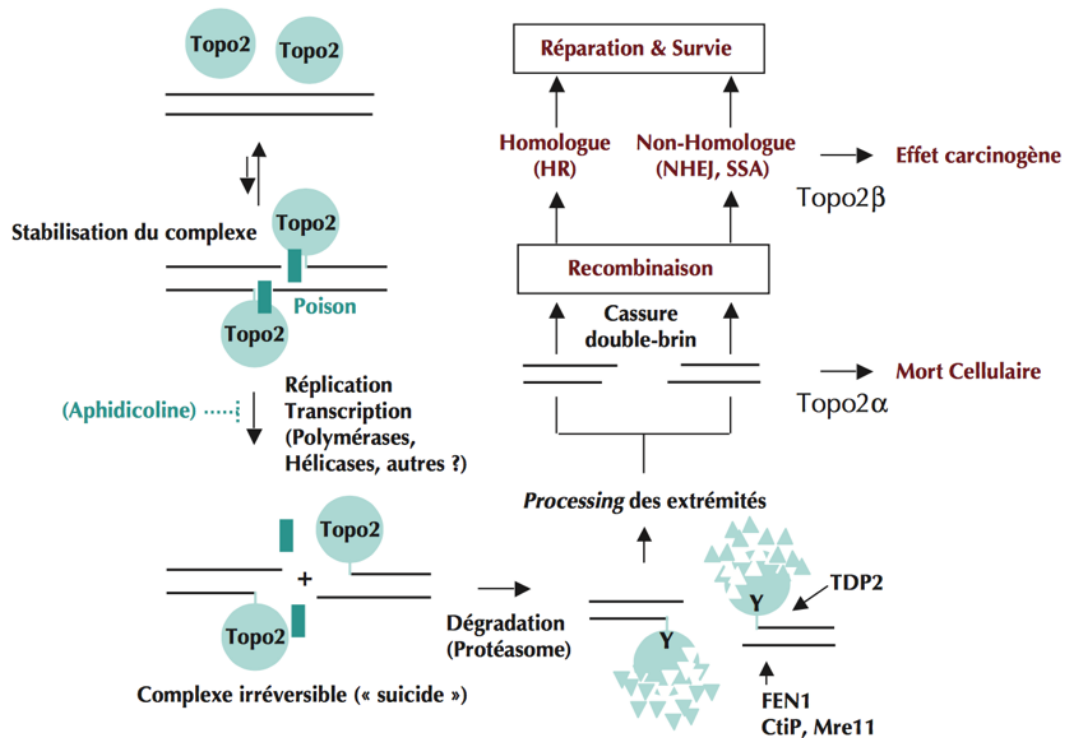 Topo2
Topo2
Stabilisation du complexe
Topo2
Poison
Topo2
(Aphidicoline)
Réplication
Transcription
(Polymérases,
Hélicases, autres ?)
Topo2
+
Topo2
Complexe irréversible (« suicide »)
Dégradation
(Protéasome)
Y
Y
TDP2
FEN1
CtiP, Mre11
Processing des extrémités
Cassure
double-brin
Mort Cellulaire
Topo2α
Recombinaison
Homologue
(HR)
Non-Homologue
(NHEJ, SSA)
Effet carcinogène
Topo2β
Réparation & Survie